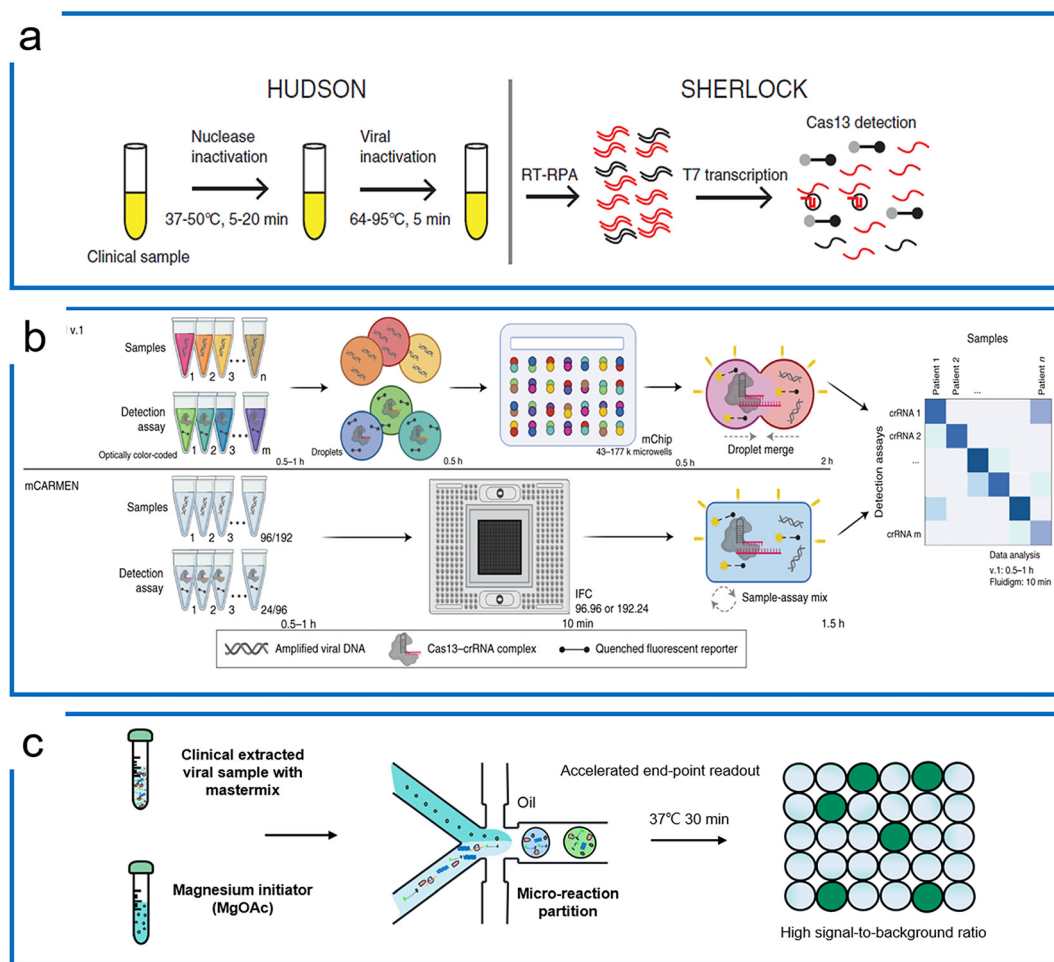 a
HUDSON
SHERLOCK
Nuclease
inactivation
Viral
inactivation
37-50℃, 5-20 min
64-95℃, 5 min
Clinical sample
RT-RPA
T7 transcription
Cas13 detection
b
v.1
Samples
1 2 3 ... n
Detection
assay
Optically color-coded
1 2 3 ... m
0.5–1 h
Droplets
0.5 h
mChip
43–177 k microwells
0.5 h
Droplet merge
2 h
mCARMEN
Samples
1 2 3 ... 96/192
Detection
assay
1 2 3 ... 24/96
0.5–1 h
IFC
96.96 or 192.24
10 min
Sample-assay mix
1.5 h
Samples
Patient 1
Patient 2
...
Patient n
Detection assays
crRNA 1
crRNA 2
...
crRNA m
Data analysis
v.1: 0.5–1 h
Fluidigm: 10 min
Amplified viral DNA
Cas13–crRNA complex
Quenched fluorescent reporter
c
Clinical extracted
viral sample with
mastermix
Magnesium initiator
(MgOAc)
Oil
Micro-reaction
partition
Accelerated end-point readout
37℃ 30 min
High signal-to-background ratio